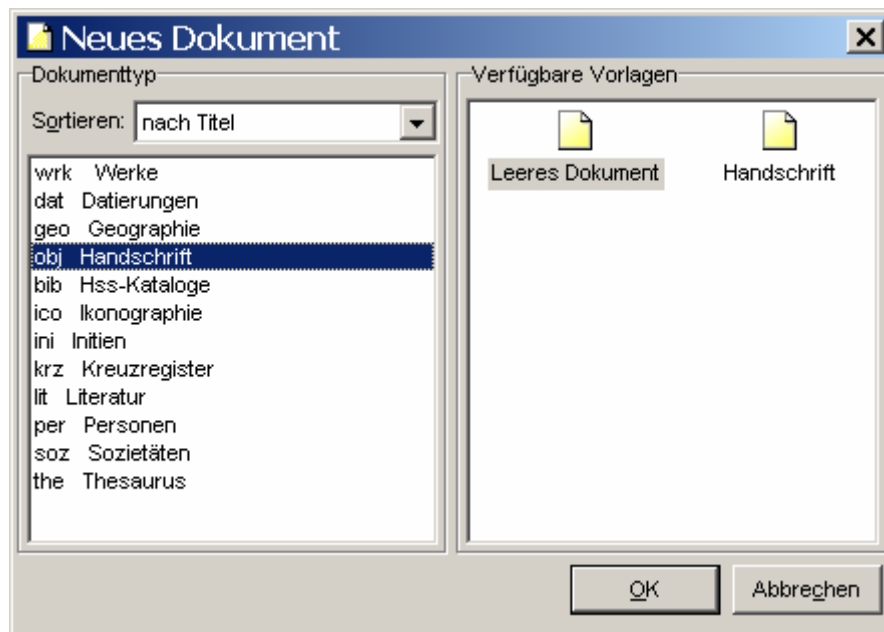 Neues Dokument
Dokumenttyp
Sortieren: nach Titel
wrk Werke
dat Datierungen
geo Geographie
obj Handschrift
bib Hss-Kataloge
ico Ikonographie
ini Initien
krz Kreuzregister
lit Literatur
per Personen
soz Sozietäten
the Thesaurus
Verfügbare Vorlagen
Leeres Dokument Handschrift
OK Abbrechen